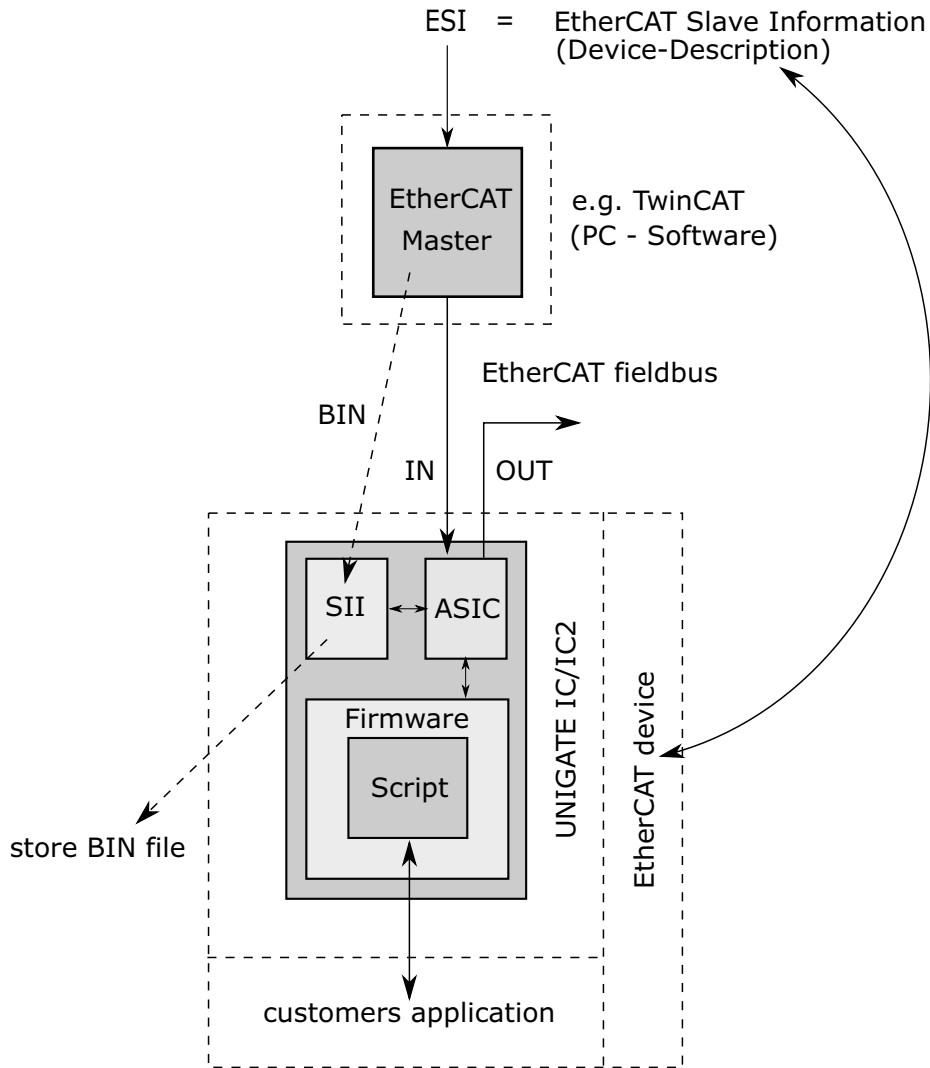 ESI = EtherCAT Slave Information
(Device-Description)
EtherCAT
Master
e.g. TwinCAT
(PC - Software)
EtherCAT fieldbus
BIN
IN
OUT
SII
ASIC
Firmware
Script
UNIGATE IC/IC2
EtherCAT device
store BIN file
customers application